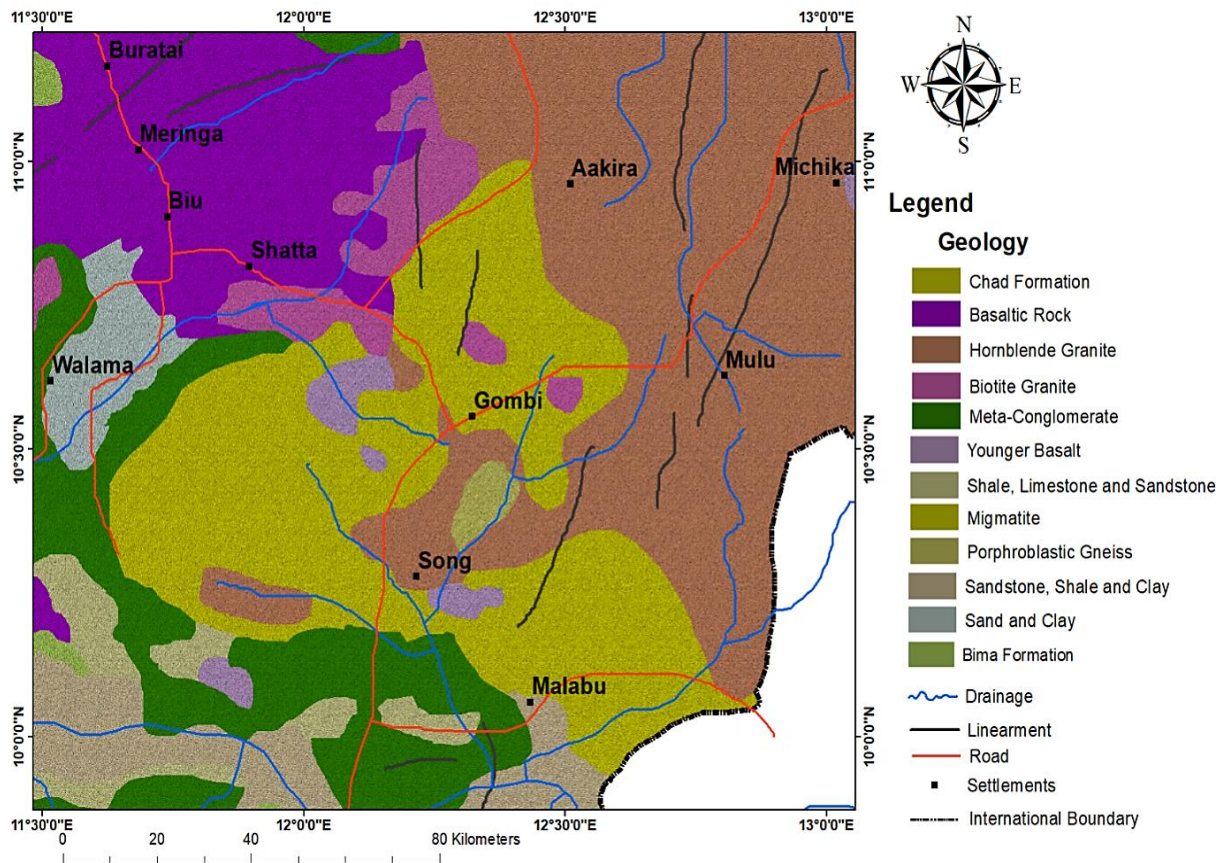 11°30'0"E 12°0'0"E 12°30'0"E 13°0'0"E
N
W E
S
Buratai
Meringa
11°0'0"N
Aakira
Michika
11°0'0"N
Biu
Shatta
Walama
Mulu
Gombi
10°30'0"N
10°30'0"N
Song
Malabu
10°0'0"N
10°0'0"N
11°30'0"E 12°0'0"E 12°30'0"E 13°0'0"E
0 20 40 80 Kilometers
Legend
Geology
Chad Formation
Basaltic Rock
Hornblende Granite
Biotite Granite
Meta-Conglomerate
Younger Basalt
Shale, Limestone and Sandstone
Migmatite
Porphroblastic Gneiss
Sandstone, Shale and Clay
Sand and Clay
Bima Formation
Drainage
Linearment
Road
Settlements
International Boundary